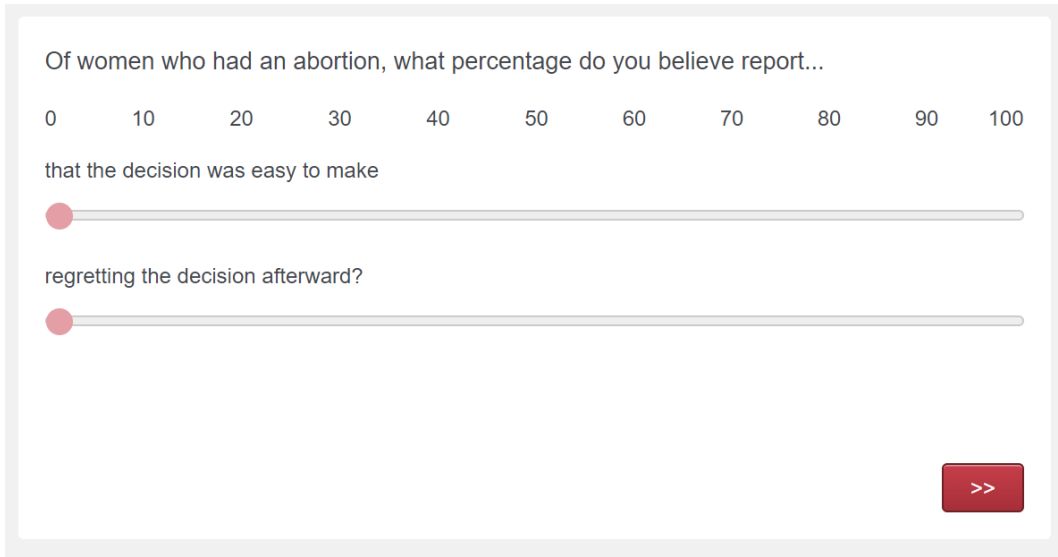 Of women who had an abortion, what percentage do you believe report...
0 10 20 30 40 50 60 70 80 90 100
that the decision was easy to make
regretting the decision afterward?
>>